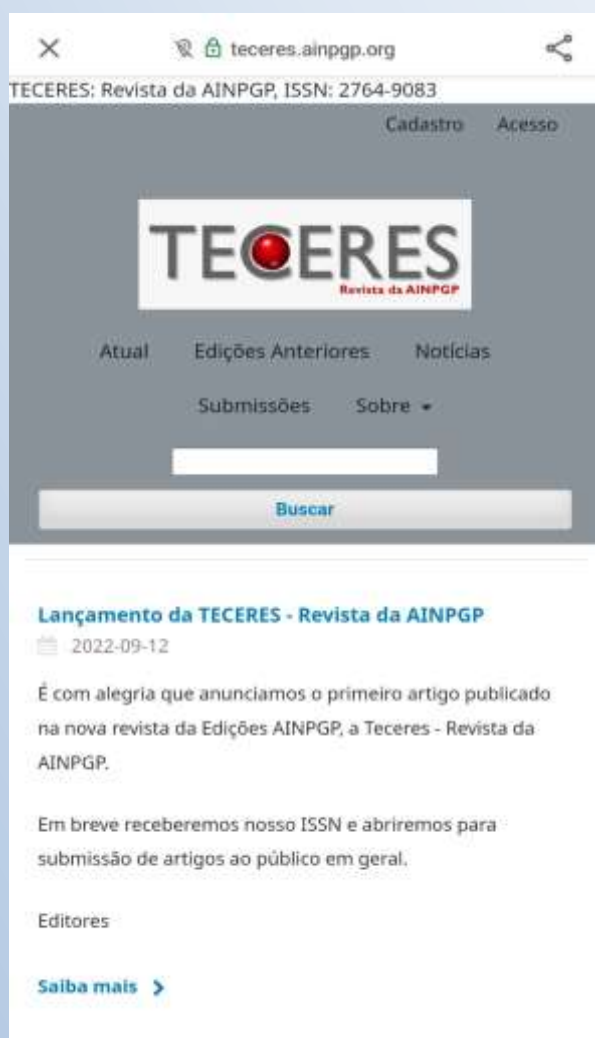 teceres.ainpgp.org
TECERES: Revista da AINPGP, ISSN: 2764-9083
Cadastro Acesso
TECERES
Revista da AINPGP
Atual Edições Anteriores Notícias
Submissões Sobre
Buscar
Lançamento da TECERES - Revista da AINPGP
2022-09-12
É com alegria que anunciamos o primeiro artigo publicado
na nova revista da Edições AINPGP, a Teceres - Revista da
AINPGP.
Em breve receberemos nosso ISSN e abriremos para
submissão de artigos ao público em geral.
Editores
Saiba mais